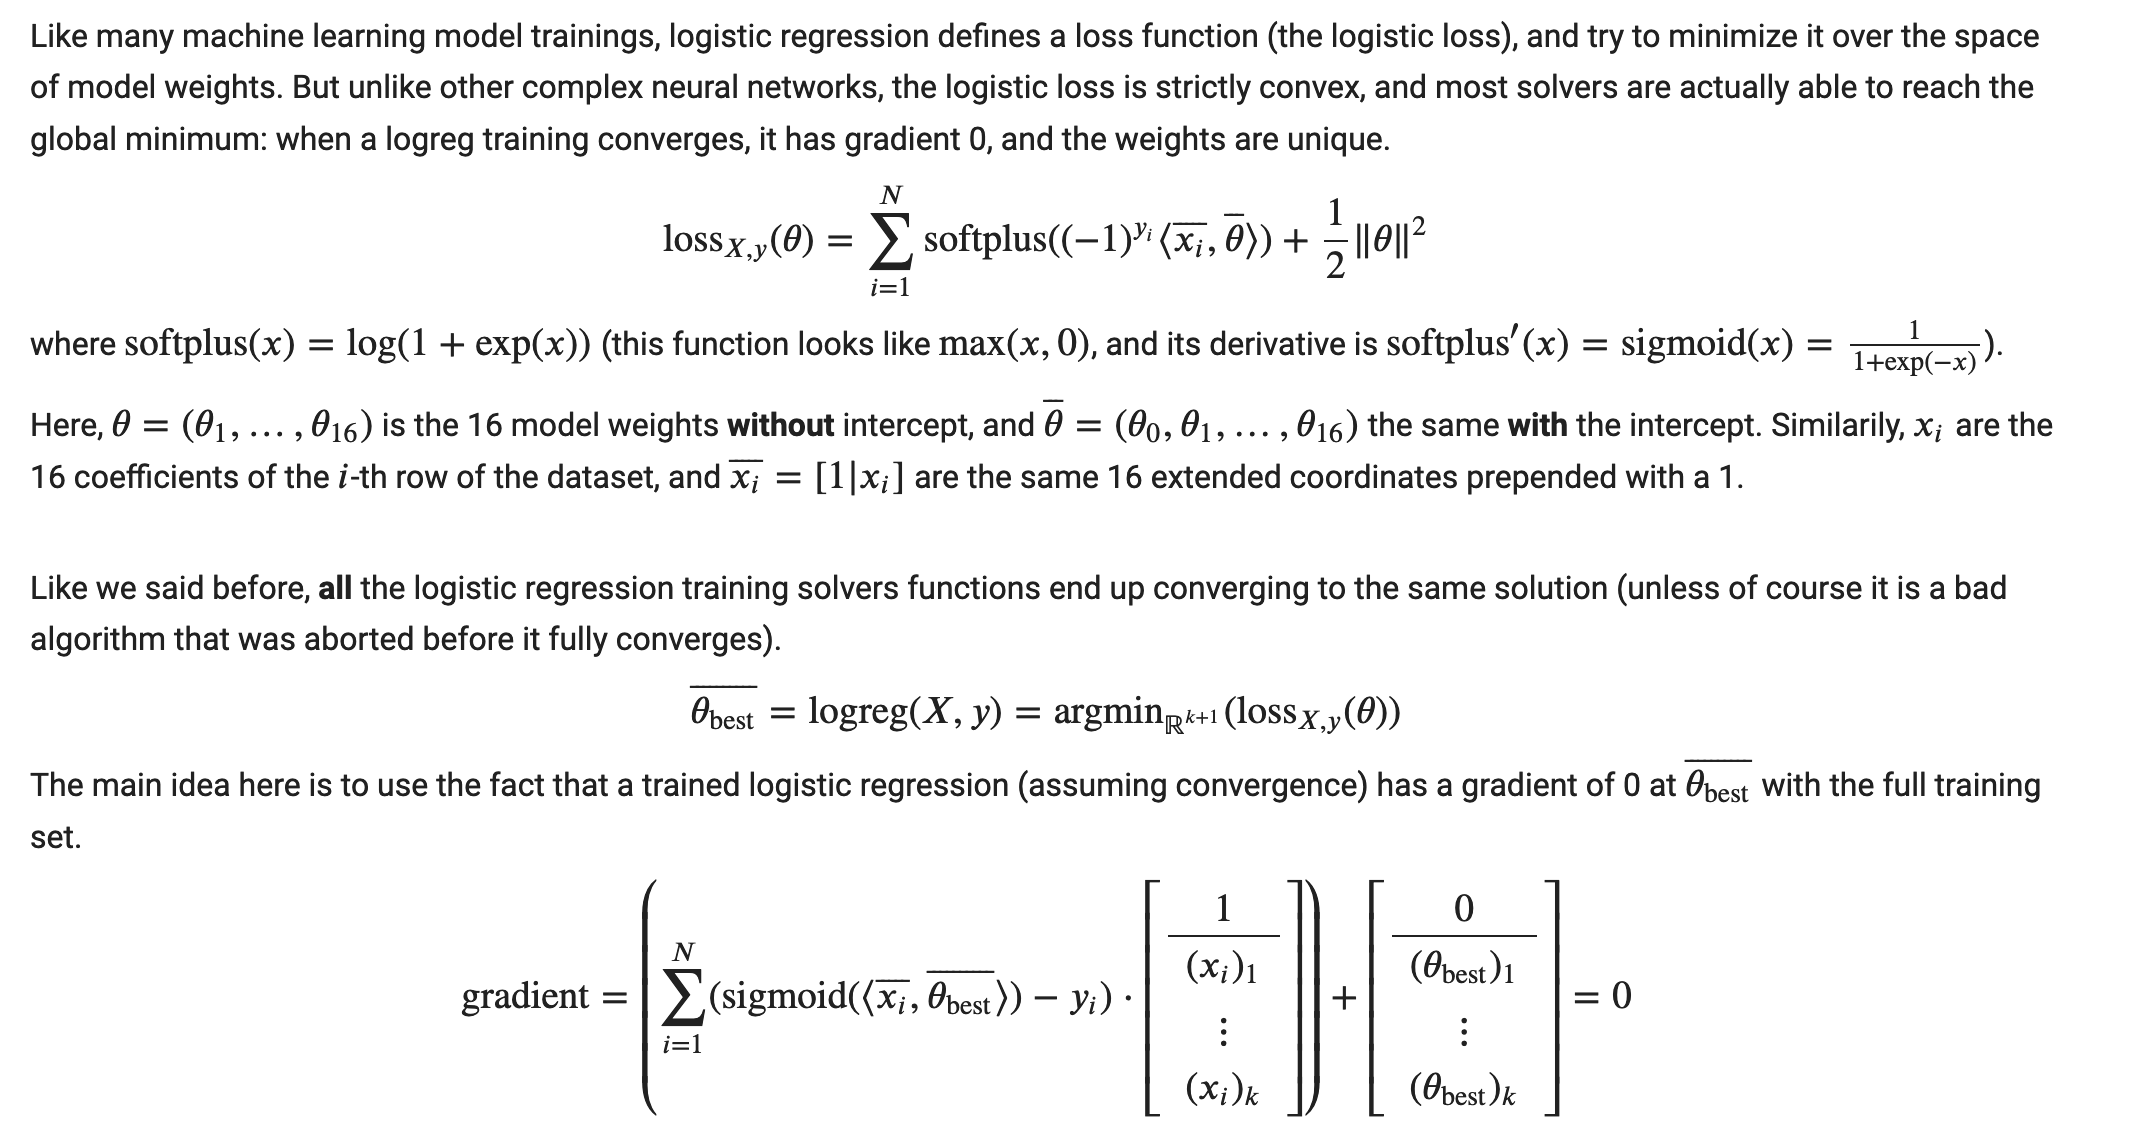 Like many machine learning model trainings, logistic regression defines a loss function (the logistic loss), and try to minimize it over the space
of model weights. But unlike other complex neural networks, the logistic loss is strictly convex, and most solvers are actually able to reach the
global minimum: when a logreg training converges, it has gradient 0, and the weights are unique.
$$\text{loss}_{X,y}(\theta) = \sum_{i=1}^{N} \text{softplus}((-1)^{y_i} \langle \overline{x_i}, \overline{\theta} \rangle) + \frac{1}{2} \|\theta\|^2$$
where $\text{softplus}(x) = \log(1 + \exp(x))$ (this function looks like $\max(x, 0)$, and its derivative is $\text{softplus}'(x) = \text{sigmoid}(x) = \frac{1}{1+\exp(-x)}$).
Here, $\theta = (\theta_1, \ldots, \theta_{16})$ is the 16 model weights without intercept, and $\overline{\theta} = (\theta_0, \theta_1, \ldots, \theta_{16})$ the same with the intercept. Similarily, $x_i$ are the
16 coefficients of the $i$-th row of the dataset, and $\overline{x_i} = [1|x_i]$ are the same 16 extended coordinates prepended with a 1.
Like we said before, all the logistic regression training solvers functions end up converging to the same solution (unless of course it is a bad
algorithm that was aborted before it fully converges).
$$\overline{\theta_{\text{best}}} = \text{logreg}(X, y) = \text{argmin}_{\mathbb{R}^{k+1}}(\text{loss}_{X,y}(\theta))$$
The main idea here is to use the fact that a trained logistic regression (assuming convergence) has a gradient of 0 at $\overline{\theta_{\text{best}}}$ with the full training
set.
$$\text{gradient} = \left( \sum_{i=1}^{N} (\text{sigmoid}(\langle \overline{x_i}, \overline{\theta_{\text{best}}} \rangle) - y_i) \cdot \begin{bmatrix} 1 \\ \hline (x_i)_1 \\ \vdots \\ (x_i)_k \end{bmatrix} \right) + \begin{bmatrix} 0 \\ \hline (\theta_{\text{best}})_1 \\ \vdots \\ (\theta_{\text{best}})_k \end{bmatrix} = 0$$